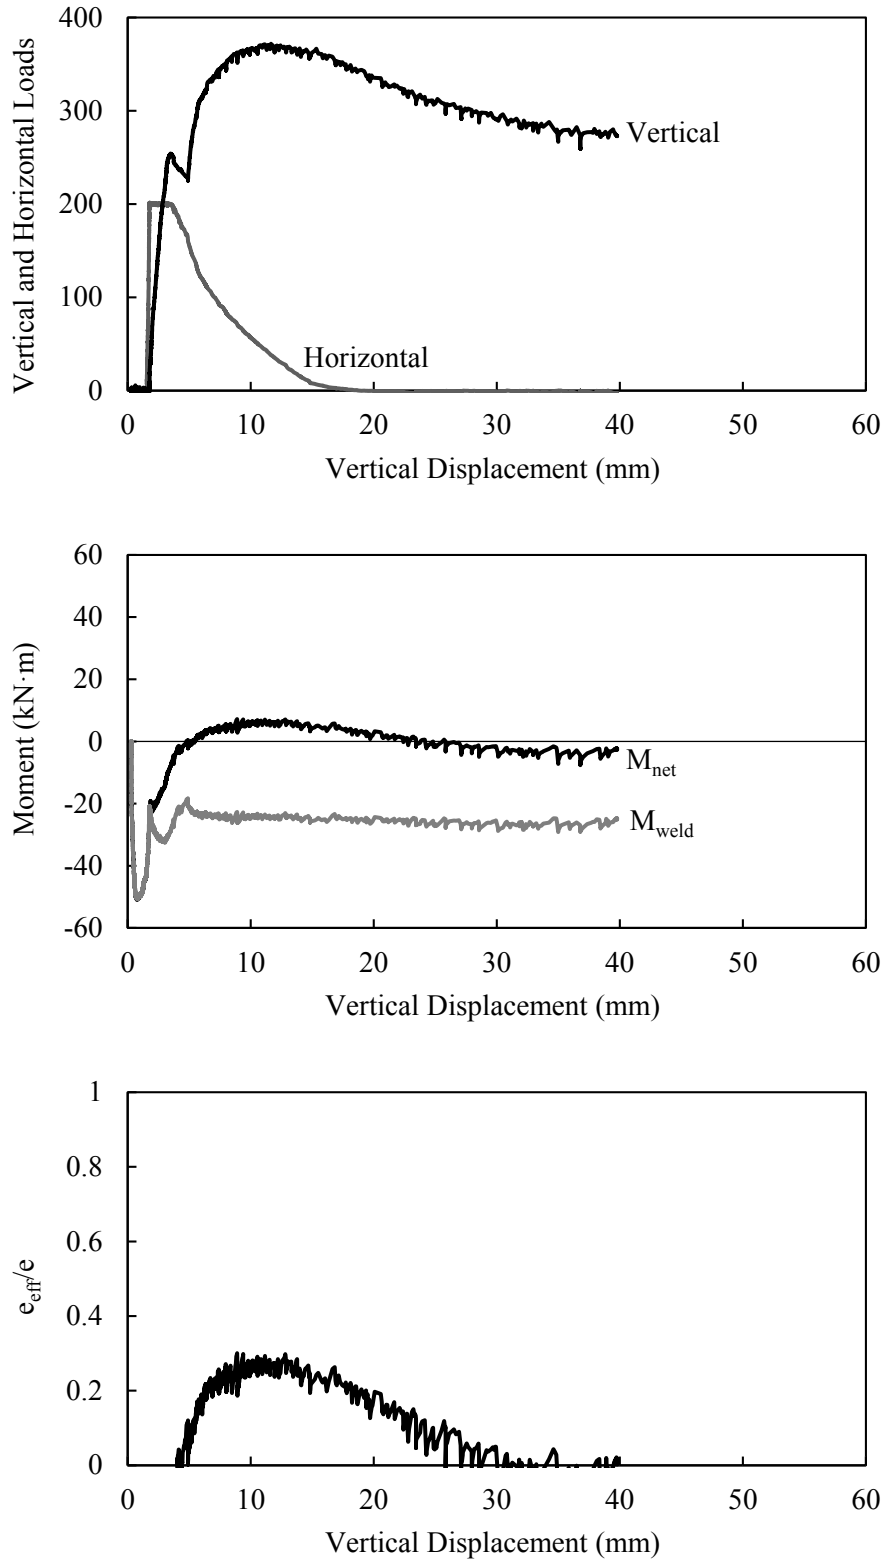 Vertical and Horizontal Loads
400
300
200
100
0
Vertical
Horizontal
0 10 20 30 40 50 60
Vertical Displacement (mm)
Moment (kN·m)
60
40
20
0
-20
-40
-60
Mnet
Mweld
0 10 20 30 40 50 60
Vertical Displacement (mm)
eeff/e
1
0.8
0.6
0.4
0.2
0
0 10 20 30 40 50 60
Vertical Displacement (mm)